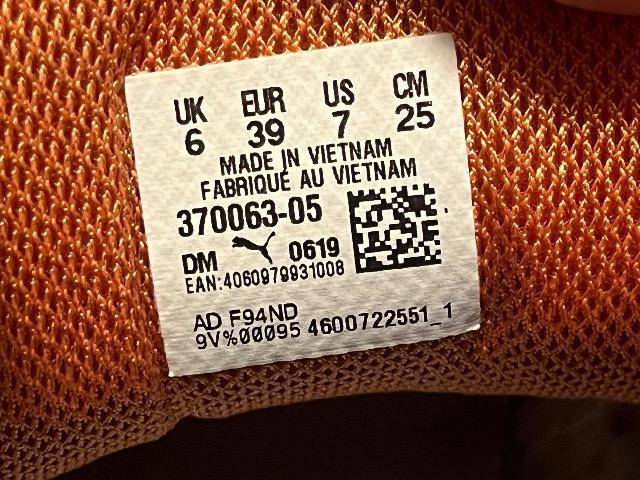 UK EUR US CM
6 39 7 25
MADE IN VIETNAM
FABRIQUÉ AU VIETNAM
370063-05
DM 0619
EAN:4060979931008
AD F94ND
9V%00095 4600722551_1